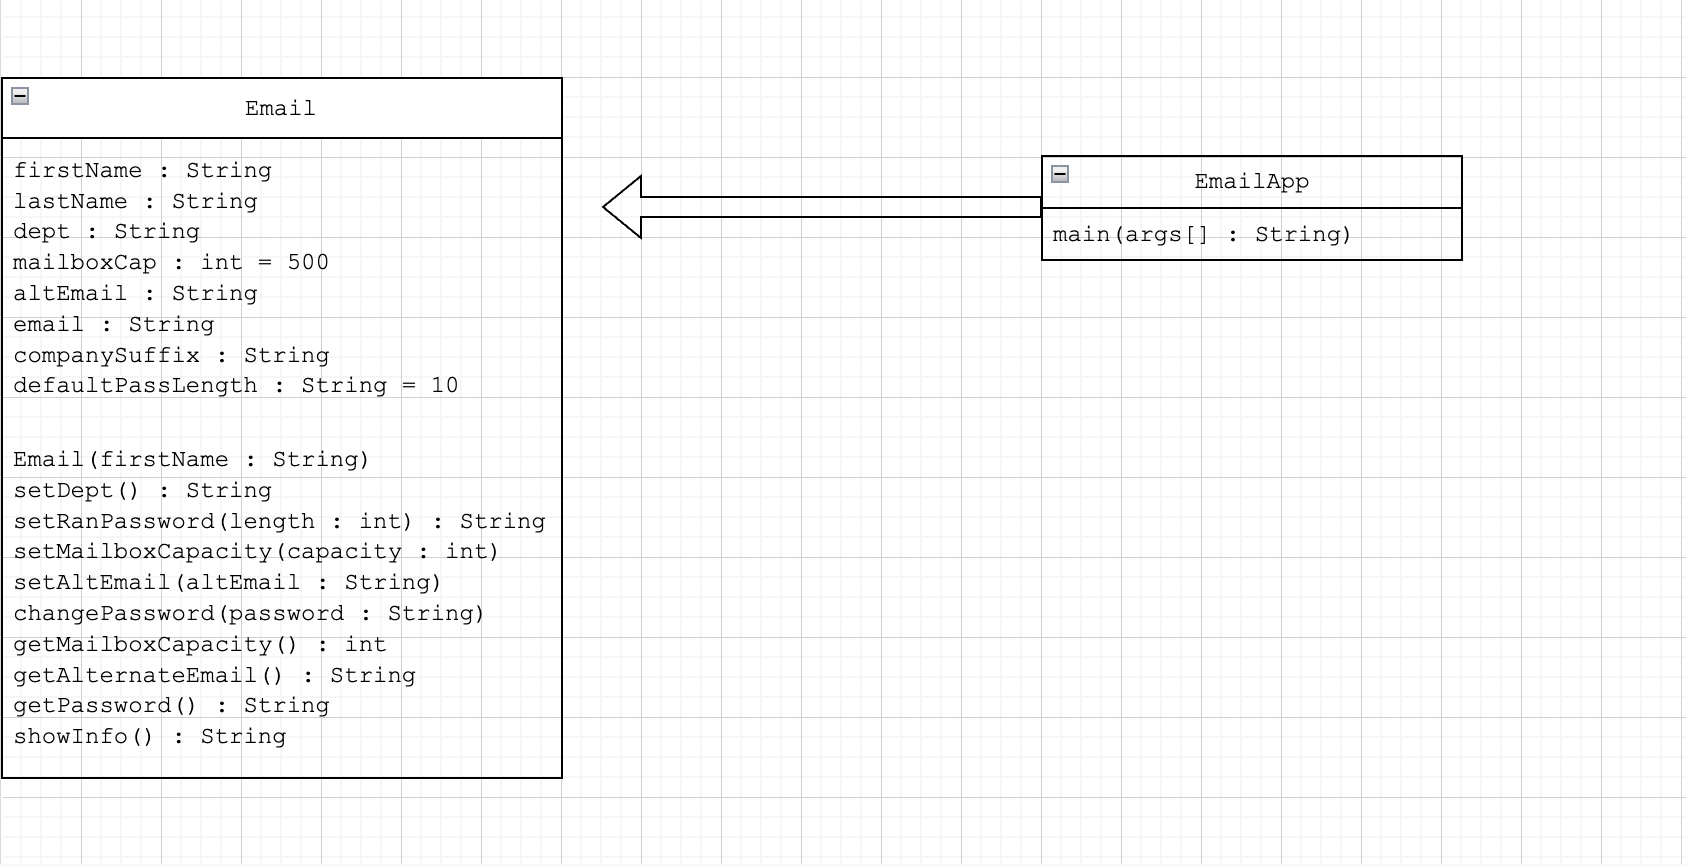 Email
firstName : String
lastName : String
dept : String
mailboxCap : int = 500
altEmail : String
email : String
companySuffix : String
defaultPassLength : String = 10
Email(firstName : String)
setDept() : String
setRanPassword(length : int) : String
setMailboxCapacity(capacity : int)
setAltEmail(altEmail : String)
changePassword(password : String)
getMailboxCapacity() : int
getAlternateEmail() : String
getPassword() : String
showInfo() : String
EmailApp
main(args[] : String)